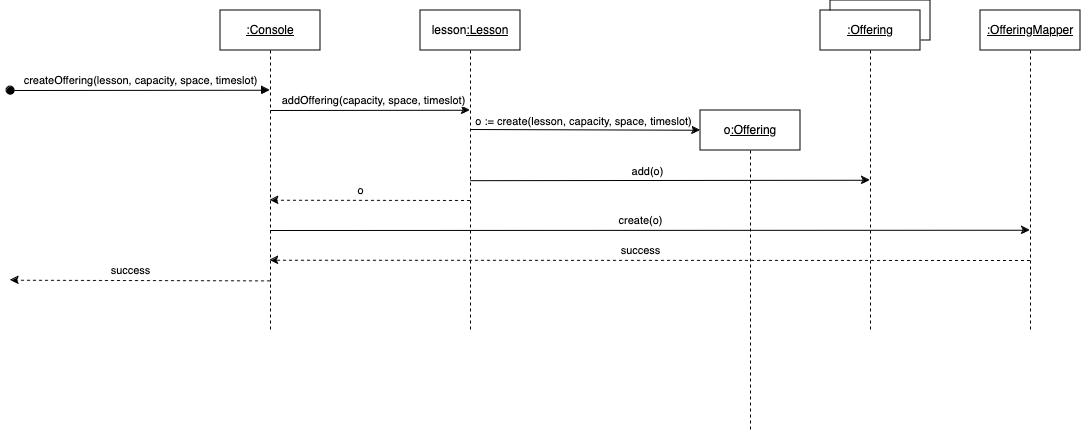 :Console
lesson:Lesson
:Offering
:OfferingMapper
createOffering(lesson, capacity, space, timeslot)
addOffering(capacity, space, timeslot)
o := create(lesson, capacity, space, timeslot)
o:Offering
add(o)
o
create(o)
success
success